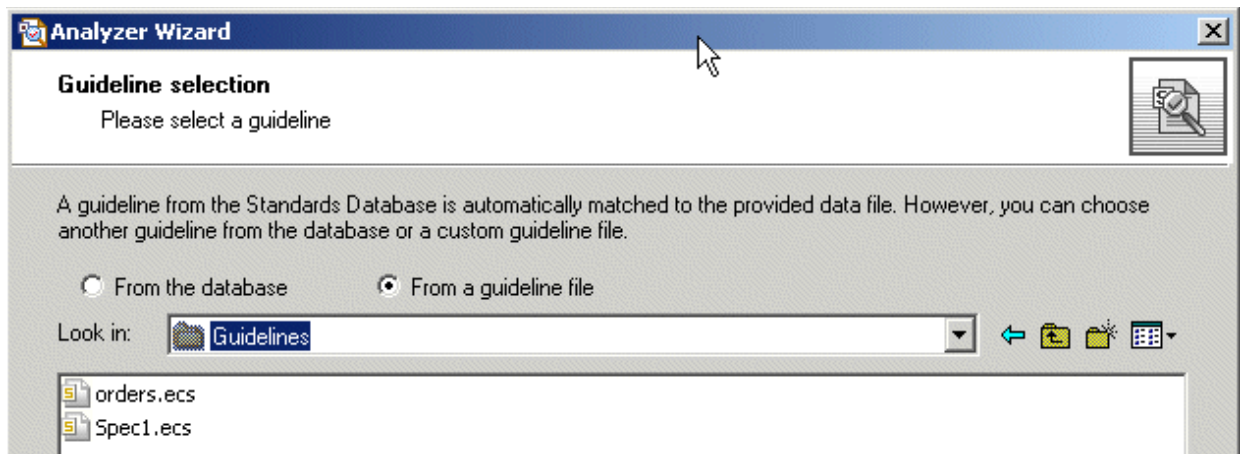 Analyzer Wizard
Guideline selection
Please select a guideline
A guideline from the Standards Database is automatically matched to the provided data file. However, you can choose
another guideline from the database or a custom guideline file.
From the database From a guideline file
Look in: Guidelines
orders.ecs
Spec1.ecs